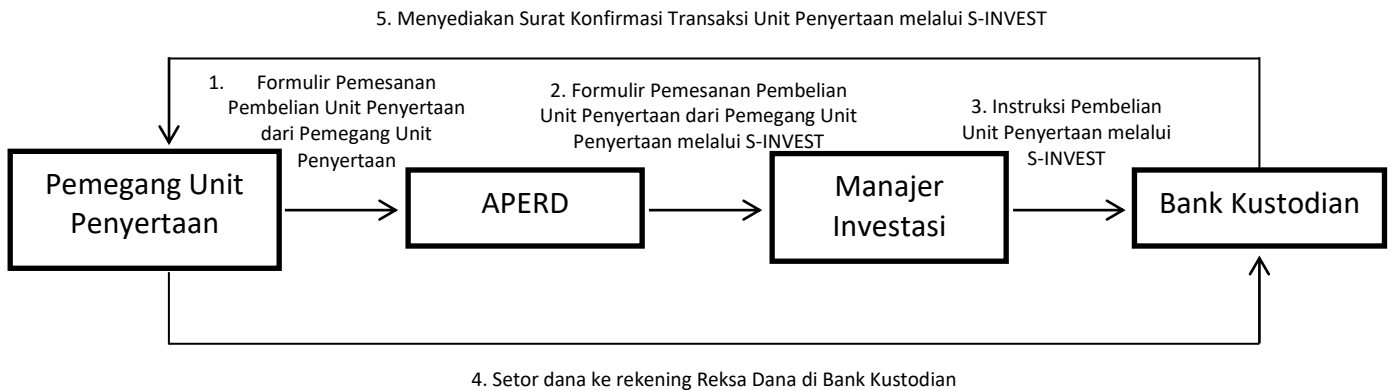 5. Menyediakan Surat Konfirmasi Transaksi Unit Penyertaan melalui S-INVEST
1. Formulir Pemesanan
Pembelian Unit Penyertaan
dari Pemegang Unit
Penyertaan
2. Formulir Pemesanan Pembelian
Unit Penyertaan dari Pemegang Unit
Penyertaan melalui S-INVEST
3. Instruksi Pembelian
Unit Penyertaan melalui
S-INVEST
Pemegang Unit
Penyertaan
APERD
Manajer
Investasi
Bank Kustodian
4. Setor dana ke rekening Reksa Dana di Bank Kustodian